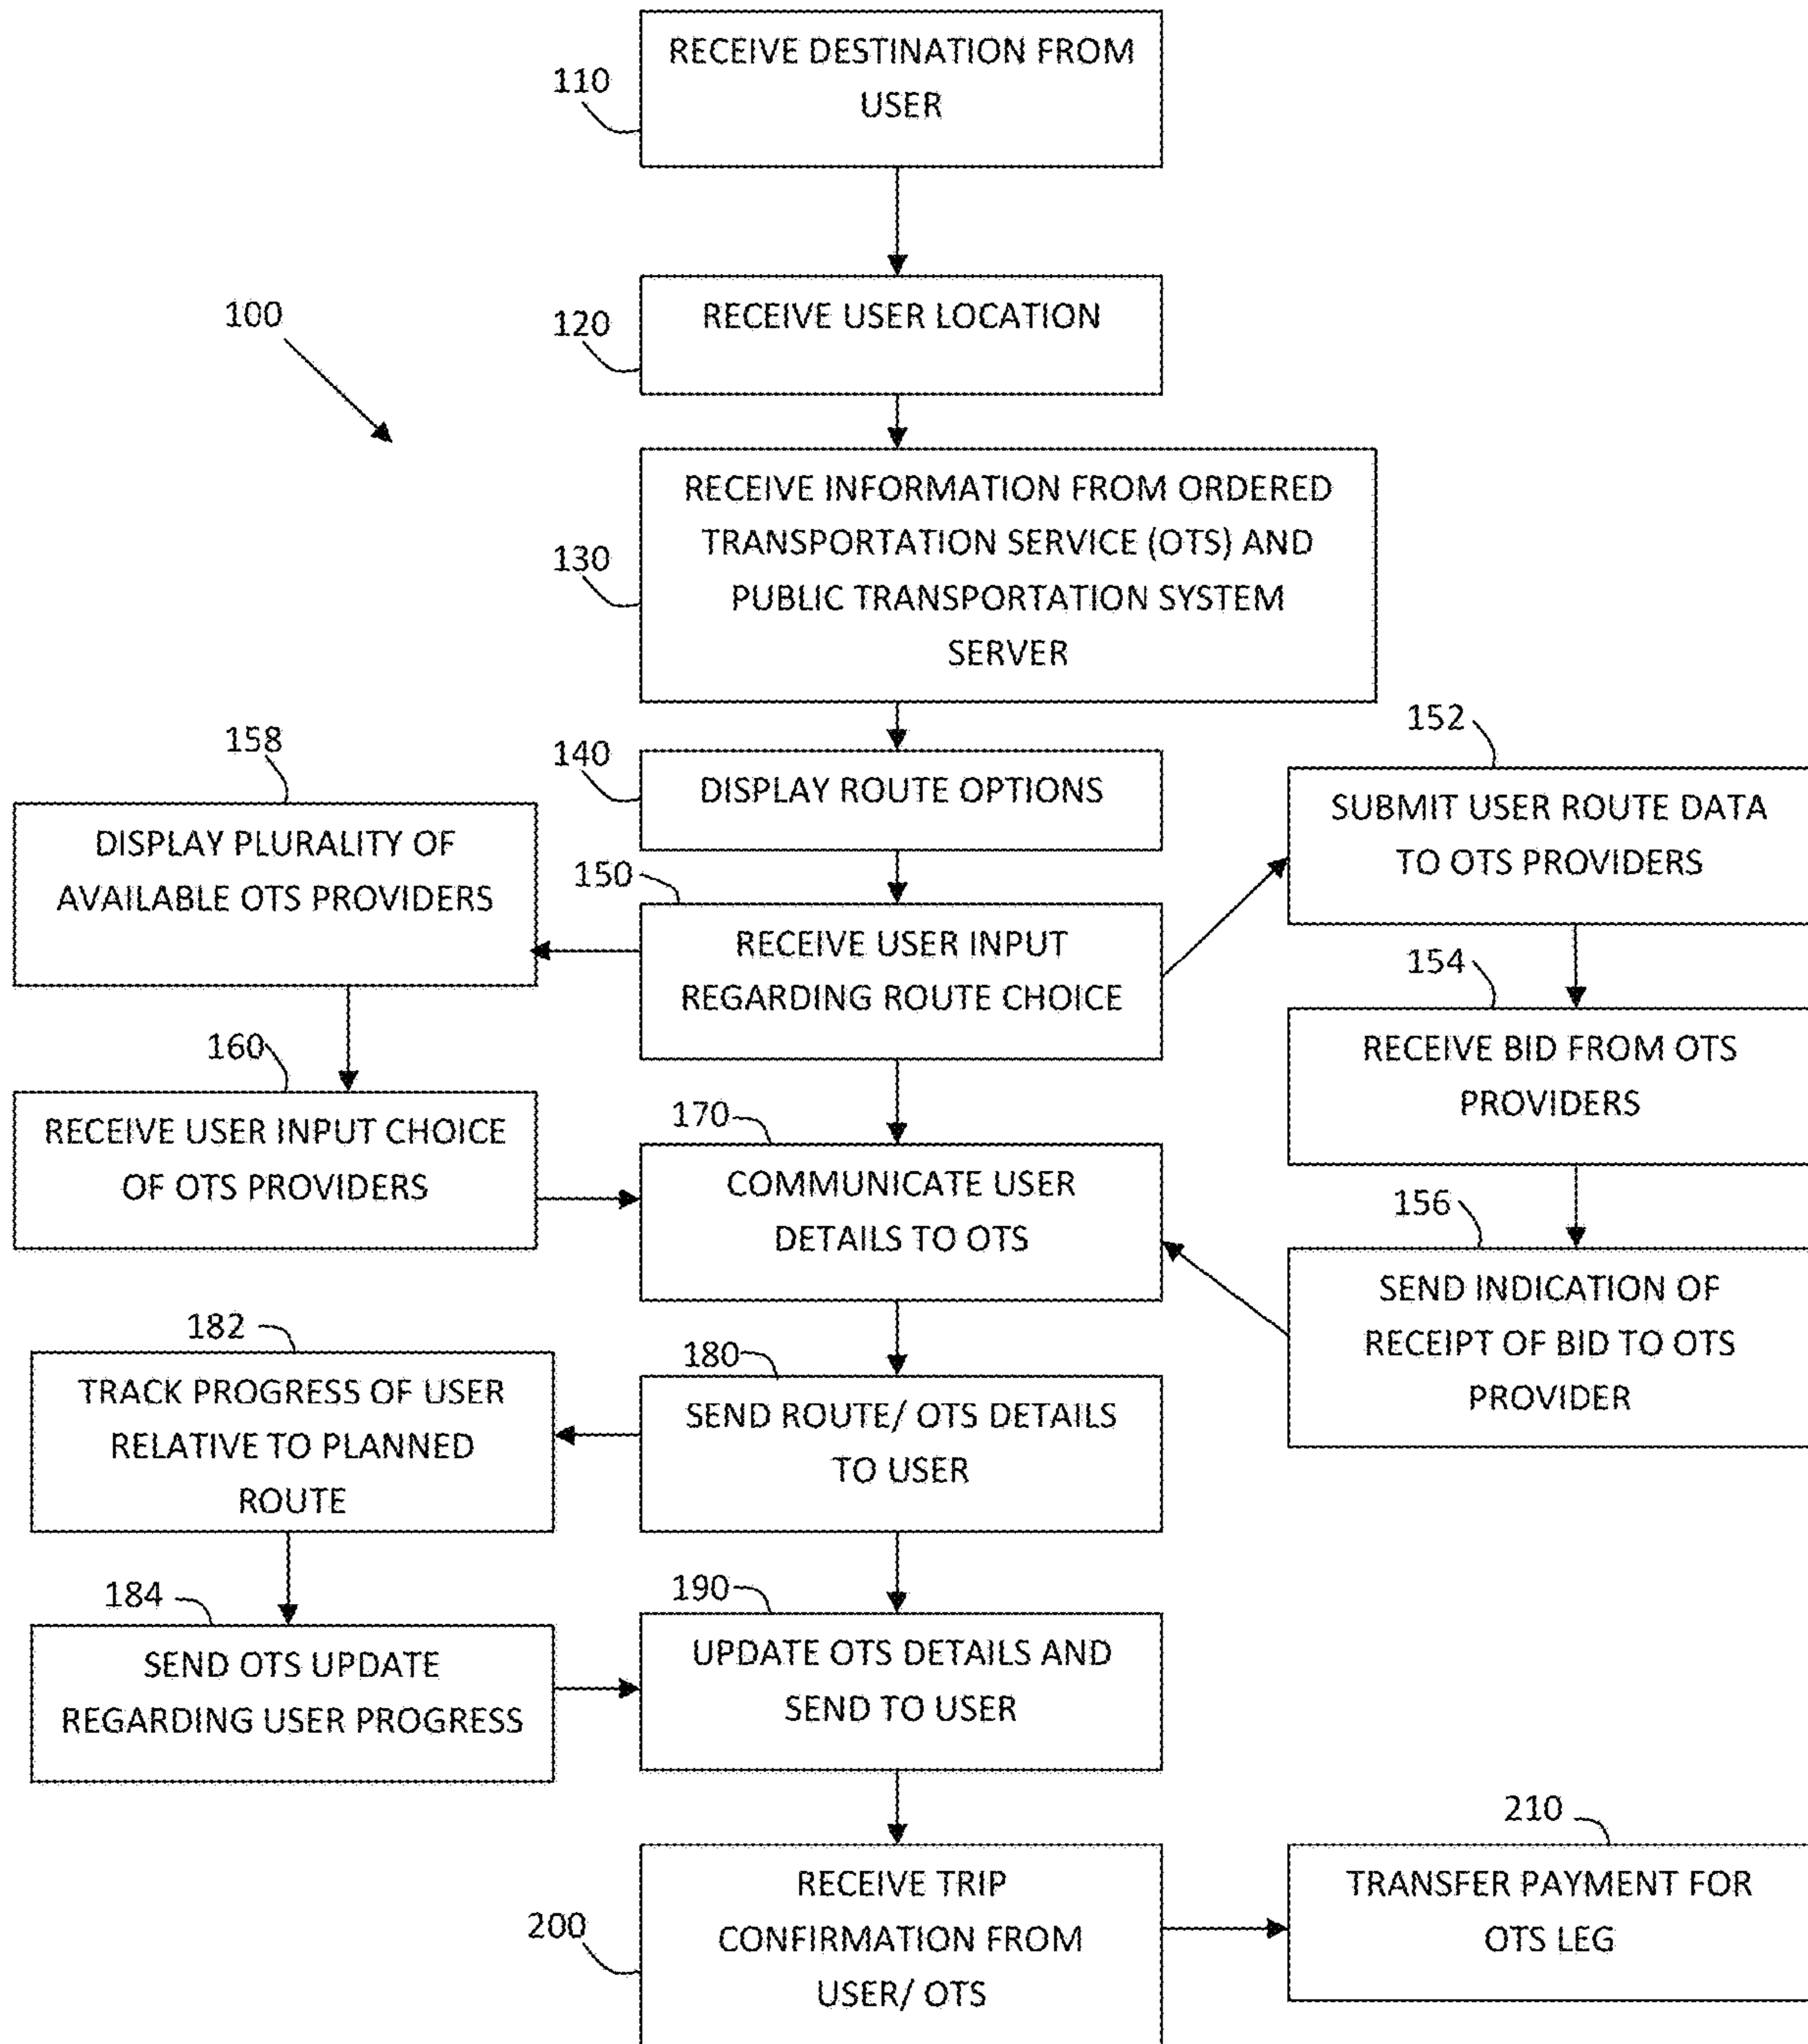 RECEIVE DESTINATION FROM
USER
110
100
RECEIVE USER LOCATION
120
RECEIVE INFORMATION FROM ORDERED
TRANSPORTATION SERVICE (OTS) AND
PUBLIC TRANSPORTATION SYSTEM
SERVER
130
140
DISPLAY ROUTE OPTIONS
158
DISPLAY PLURALITY OF
AVAILABLE OTS PROVIDERS
150
RECEIVE USER INPUT
REGARDING ROUTE CHOICE
152
SUBMIT USER ROUTE DATA
TO OTS PROVIDERS
154
RECEIVE BID FROM OTS
PROVIDERS
160
RECEIVE USER INPUT CHOICE
OF OTS PROVIDERS
170
COMMUNICATE USER
DETAILS TO OTS
156
SEND INDICATION OF
RECEIPT OF BID TO OTS
PROVIDER
182
TRACK PROGRESS OF USER
RELATIVE TO PLANNED
ROUTE
180
SEND ROUTE/ OTS DETAILS
TO USER
184
SEND OTS UPDATE
REGARDING USER PROGRESS
190
UPDATE OTS DETAILS AND
SEND TO USER
200
RECEIVE TRIP
CONFIRMATION FROM
USER/ OTS
210
TRANSFER PAYMENT FOR
OTS LEG